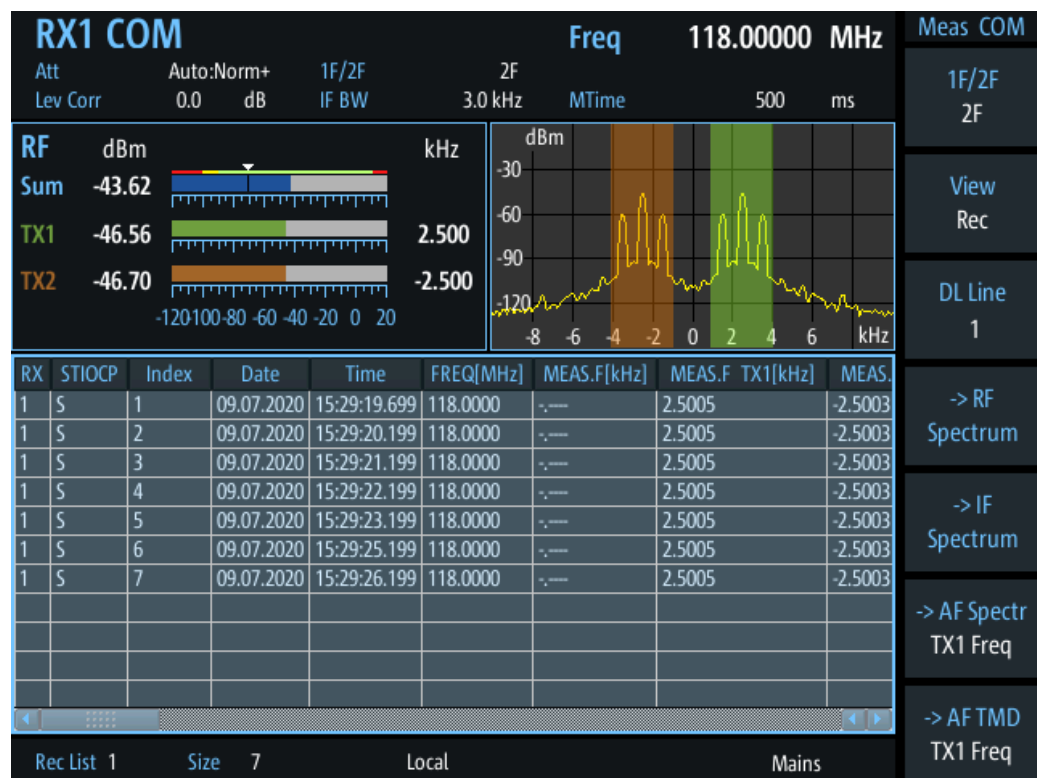 RX1 COM Freq 118.00000 MHz
Att Auto:Norm+ 1F/2F 2F
Lev Corr 0.0 dB IF BW 3.0 kHz MTime 500 ms
RF dBm kHz
Sum -43.62
TX1 -46.56 2.500
TX2 -46.70 -2.500
-120-100-80 -60 -40 -20 0 20
dBm
-30
-60
-90
-120
-8 -6 -4 -2 0 2 4 6 kHz
RX STIOCP Index Date Time FREQ[MHz] MEAS.F[kHz] MEAS.F TX1[kHz] MEAS.
1 S 1 09.07.2020 15:29:19.699 118.0000 -.---- 2.5005 -2.5003
1 S 2 09.07.2020 15:29:20.199 118.0000 -.---- 2.5005 -2.5003
1 S 3 09.07.2020 15:29:21.199 118.0000 -.---- 2.5005 -2.5003
1 S 4 09.07.2020 15:29:22.199 118.0000 -.---- 2.5005 -2.5003
1 S 5 09.07.2020 15:29:23.199 118.0000 -.---- 2.5005 -2.5003
1 S 6 09.07.2020 15:29:25.199 118.0000 -.---- 2.5005 -2.5003
1 S 7 09.07.2020 15:29:26.199 118.0000 -.---- 2.5005 -2.5003
Rec List 1 Size 7 Local Mains
Meas COM
1F/2F
2F
View
Rec
DL Line
1
-> RF
Spectrum
-> IF
Spectrum
-> AF Spectr
TX1 Freq
-> AF TMD
TX1 Freq